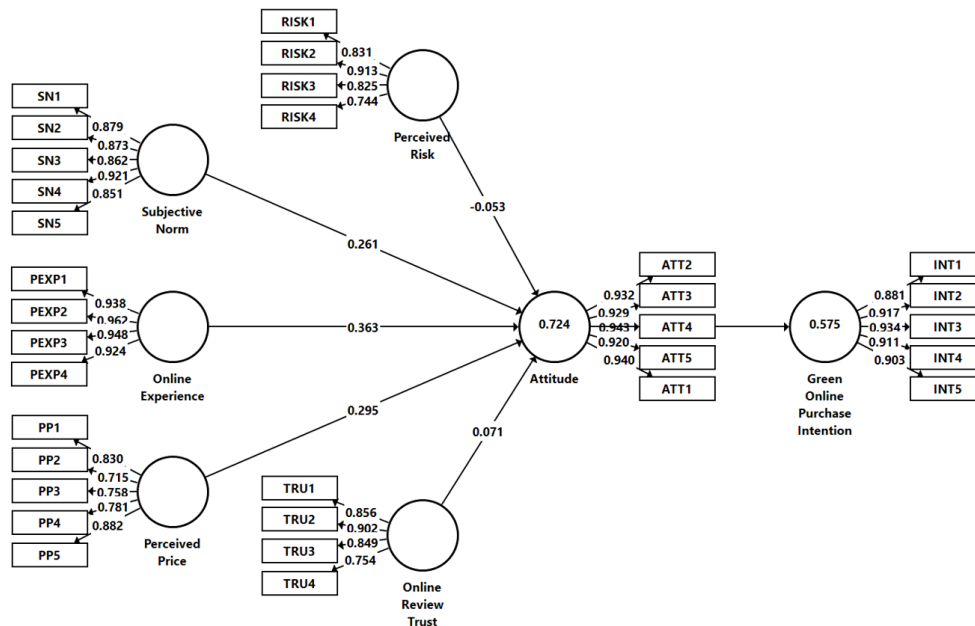 RISK1
RISK2
RISK3
RISK4
0.831
0.913
0.825
0.744
Perceived
Risk
SN1
SN2
SN3
SN4
SN5
0.879
0.873
0.862
0.921
0.851
Subjective
Norm
-0.053
0.261
PEXP1
PEXP2
PEXP3
PEXP4
0.938
0.962
0.948
0.924
Online
Experience
0.363
0.724
Attitude
0.932
0.929
0.943
0.920
0.940
ATT2
ATT3
ATT4
ATT5
ATT1
0.575
Green
Online
Purchase
Intention
0.881
0.917
0.934
0.911
0.903
INT1
INT2
INT3
INT4
INT5
0.295
0.071
PP1
PP2
PP3
PP4
PP5
0.830
0.715
0.758
0.781
0.882
Perceived
Price
TRU1
TRU2
TRU3
TRU4
0.856
0.902
0.849
0.754
Online
Review
Trust